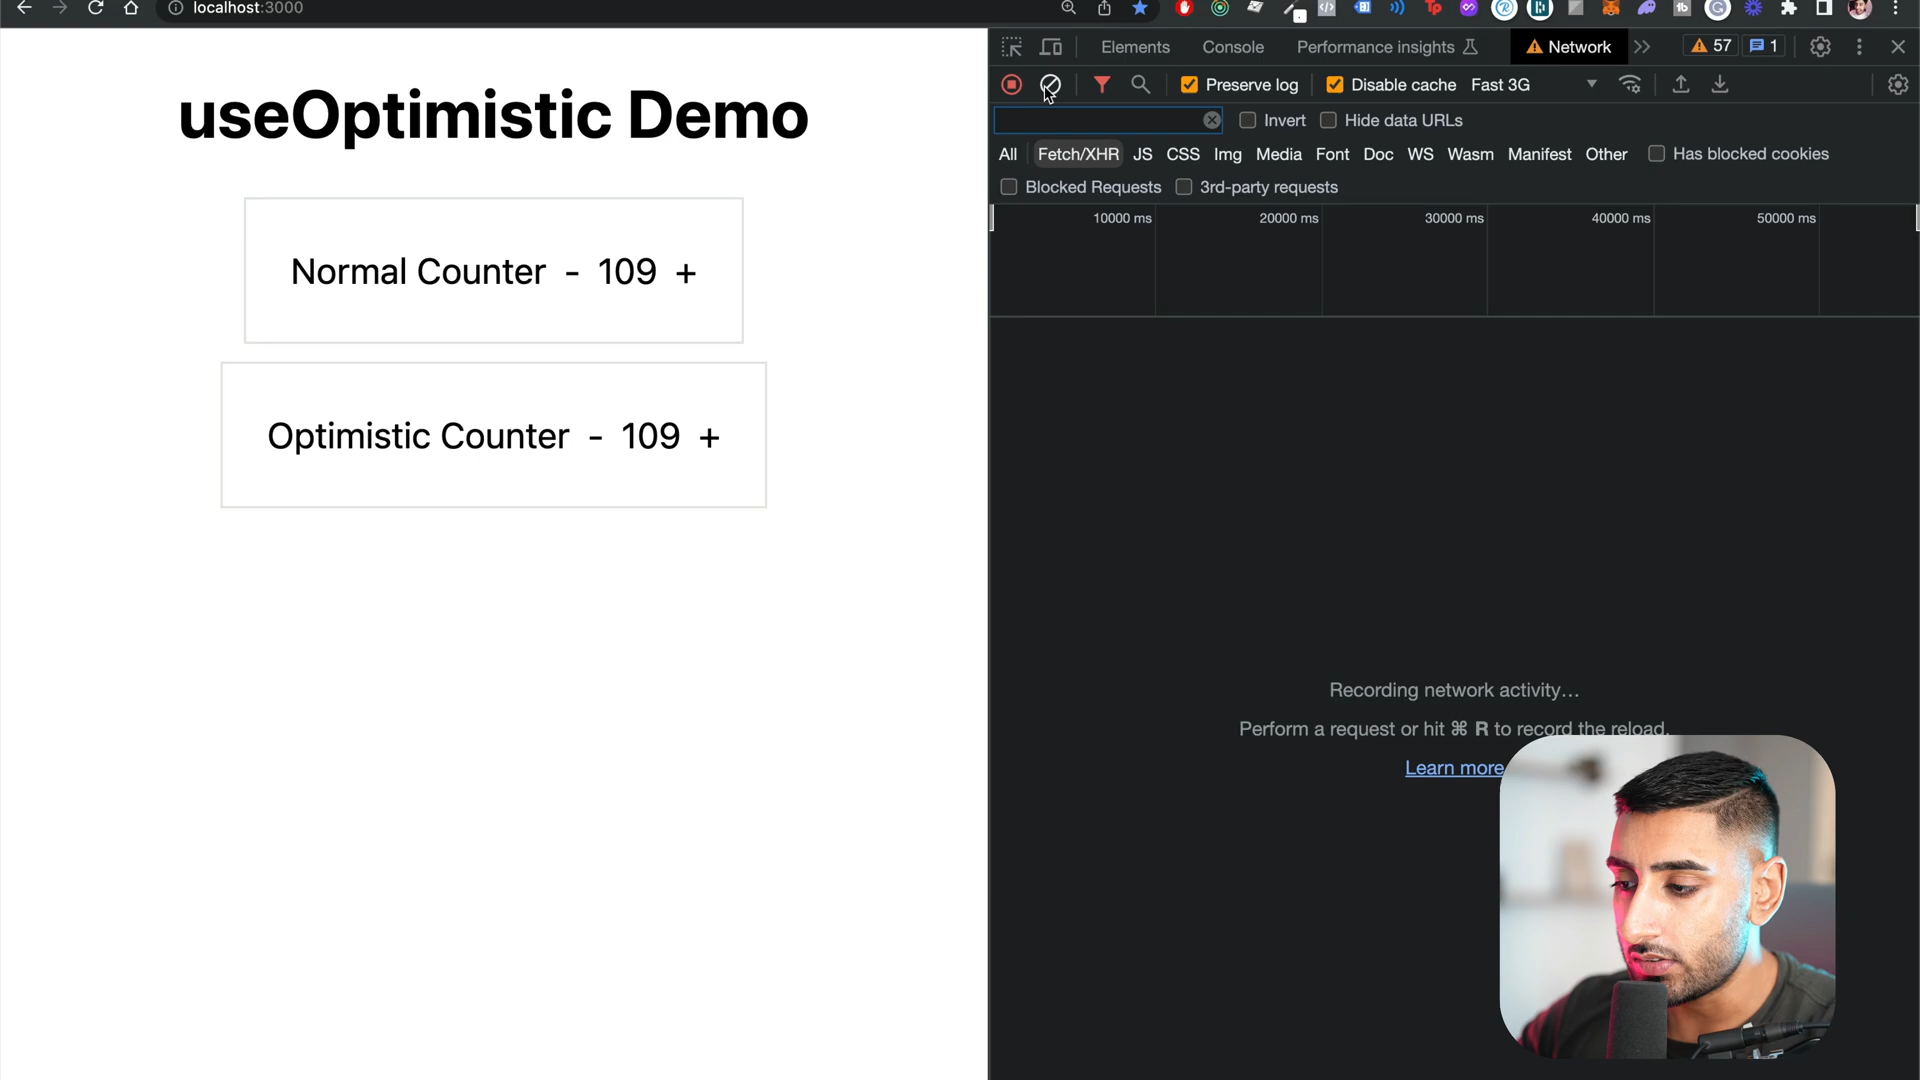 localhost:3000
useOptimistic Demo
Normal Counter - 109 +
Optimistic Counter - 109 +
Elements Console Performance insights Network 57 1
Preserve log Disable cache Fast 3G
Invert Hide data URLs
All Fetch/XHR JS CSS Img Media Font Doc WS Wasm Manifest Other Has blocked cookies
Blocked Requests 3rd-party requests
10000 ms 20000 ms 30000 ms 40000 ms 50000 ms
Recording network activity…
Perform a request or hit ⌘ R to record the reload.
Learn more